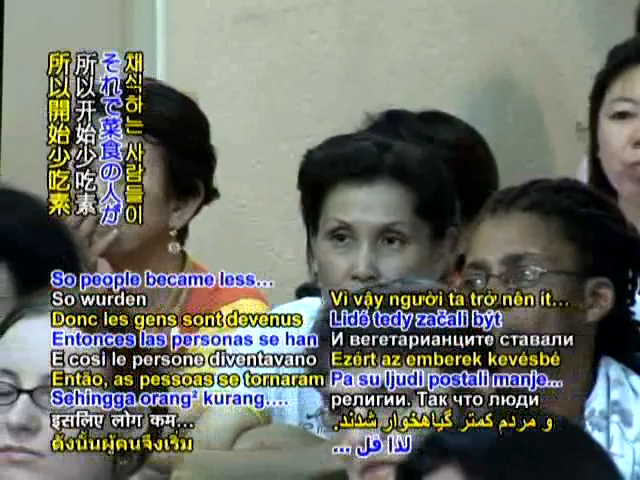 재식하는 사람들이
それで菜食の人が
所以开始少吃素
所以開始少吃素
So people became less...
So wurden
Donc les gens sont devenus
Entonces las personas se han
E cosi le persone diventavano
Então, as pessoas se tornaram
Sehingga orang² kurang....
इसलिए लोग कम...
ดังนั้นผู้คนจึงเริ่ม
Vì vậy người ta trở nên ít...
Lidé tedy začali být
И вегетарианците ставали
Ezért az emberek kevésbé
Pa su ljudi postali manje...
религии. Так что люди
و مردم کمتر گیاهخوار شدند.
لذا قل ...